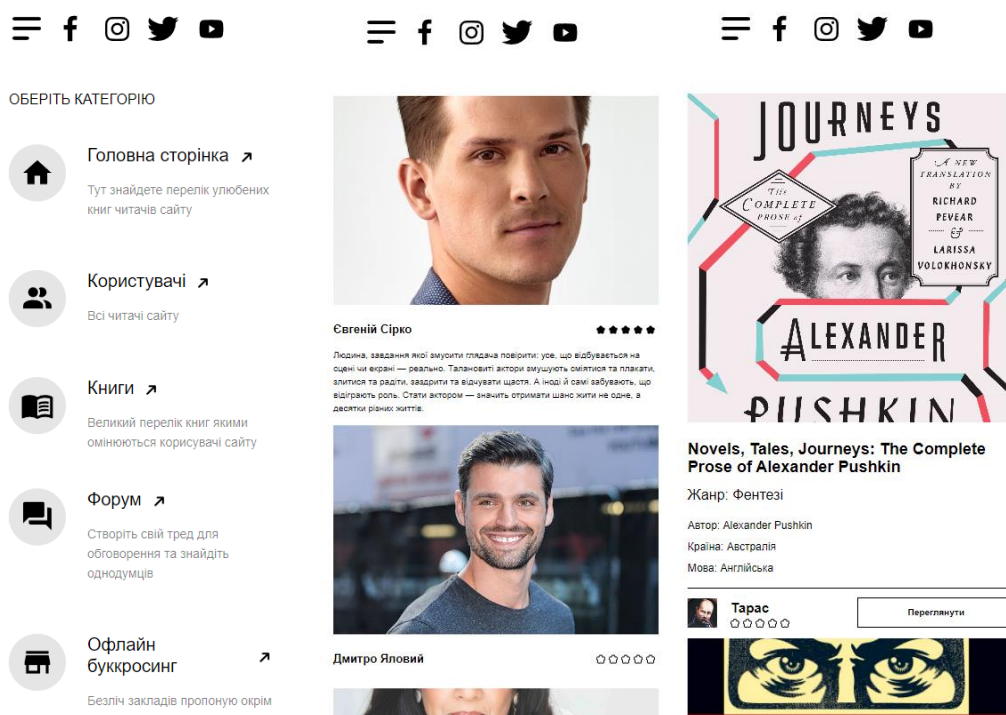 ОБЕРІТЬ КАТЕГОРІЮ
Головна сторінка
Тут знайдете перелік улюбених
книг читачів сайту
Користувачі
Всі читачі сайту
Книги
Великий перелік книг якими
омінюються корисувачі сайту
Форум
Створіть свій тред для
обговорення та знайдіть
однодумців
Офлайн
буккросинг
Безліч закладів пропоную окрім
Євгеній Сірко
Людина, завдання якої змусити глядача повірити: усе, що відбувається на
сцені чи екрані — реально. Талановиті актори змушують сміятися та плакати,
злитися та радіти, заздрити та відчувати щастя. А іноді й самі забувають, що
відіграють роль. Стати актором — значить отримати шанс жити не одне, а
десятки різних життів.
Дмитро Яловий
JOURNEYS
THE
COMPLETE
PROSE of
A NEW
TRANSLATION
BY
RICHARD
PEVEAR
&
LARISSA
VOLOKHONSKY
ALEXANDER
PUSHKIN
Novels, Tales, Journeys: The Complete
Prose of Alexander Pushkin
Жанр: Фентезі
Автор: Alexander Pushkin
Країна: Австралія
Мова: Англійська
Тарас
Переглянути